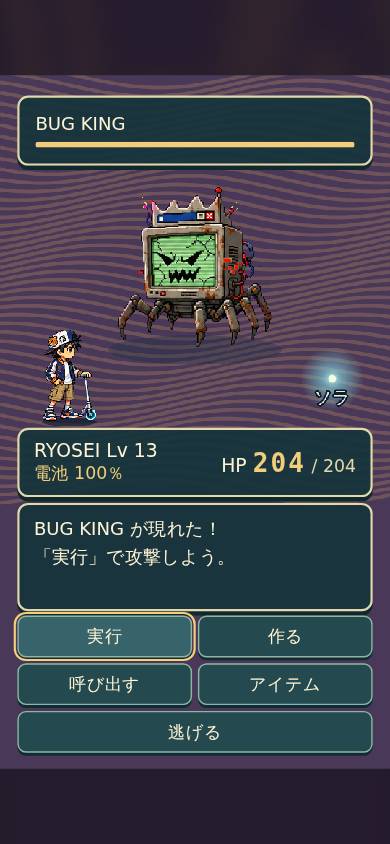 BUG KING
ソラ
RYOSEI Lv 13
電池 100％
HP 204 / 204
BUG KING が現れた！
「実行」で攻撃しよう。
実行
作る
呼び出す
アイテム
逃げる